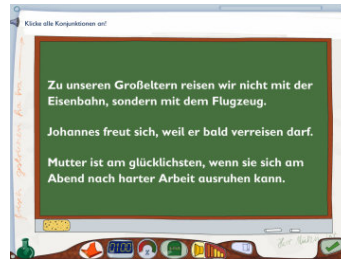 Klicke alle Konjunktionen an!
Zu unseren Großeltern reisen wir nicht mit der
Eisenbahn, sondern mit dem Flugzeug.
Johannes freut sich, weil er bald verreisen darf.
Mutter ist am glücklichsten, wenn sie sich am
Abend nach harter Arbeit ausruhen kann.
0100